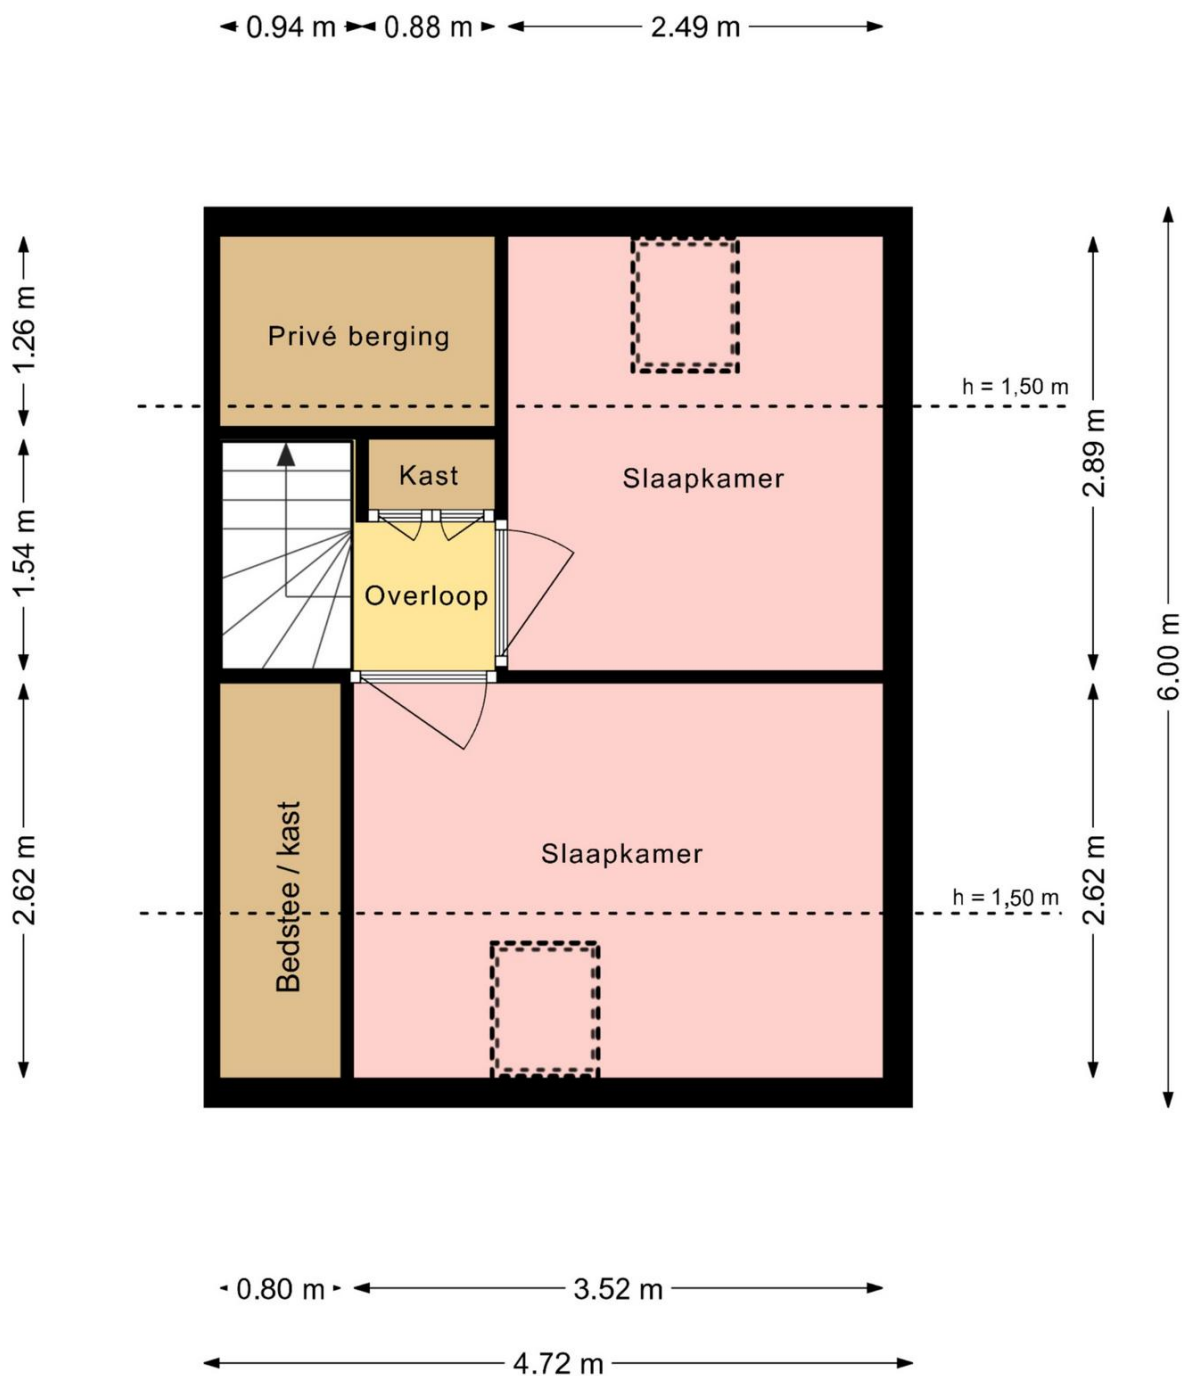 0.94 m
0.88 m
2.49 m
1.26 m
Privé berging
h = 1,50 m
2.89 m
Kast
Slaapkamer
1.54 m
Overloop
6.00 m
Slaapkamer
2.62 m
Bedstee / kast
h = 1,50 m
2.62 m
0.80 m
3.52 m
4.72 m